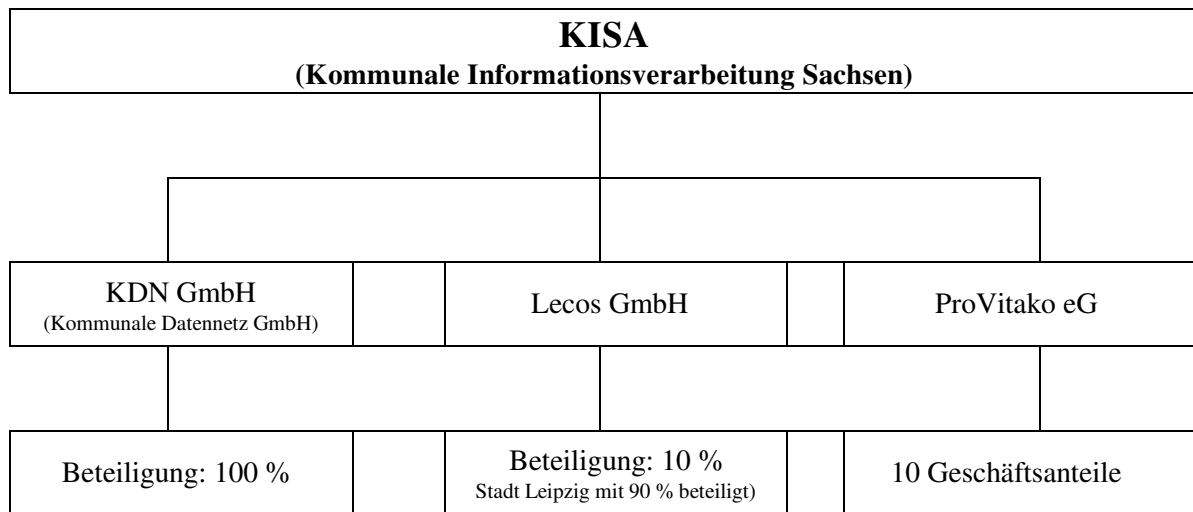 KISA
(Kommunale Informationsverarbeitung Sachsen)
KDN GmbH
(Kommunale Datennetz GmbH)
Lecos GmbH
ProVitako eG
Beteiligung: 100 %
Beteiligung: 10 %
Stadt Leipzig mit 90 % beteiligt)
10 Geschäftsanteile